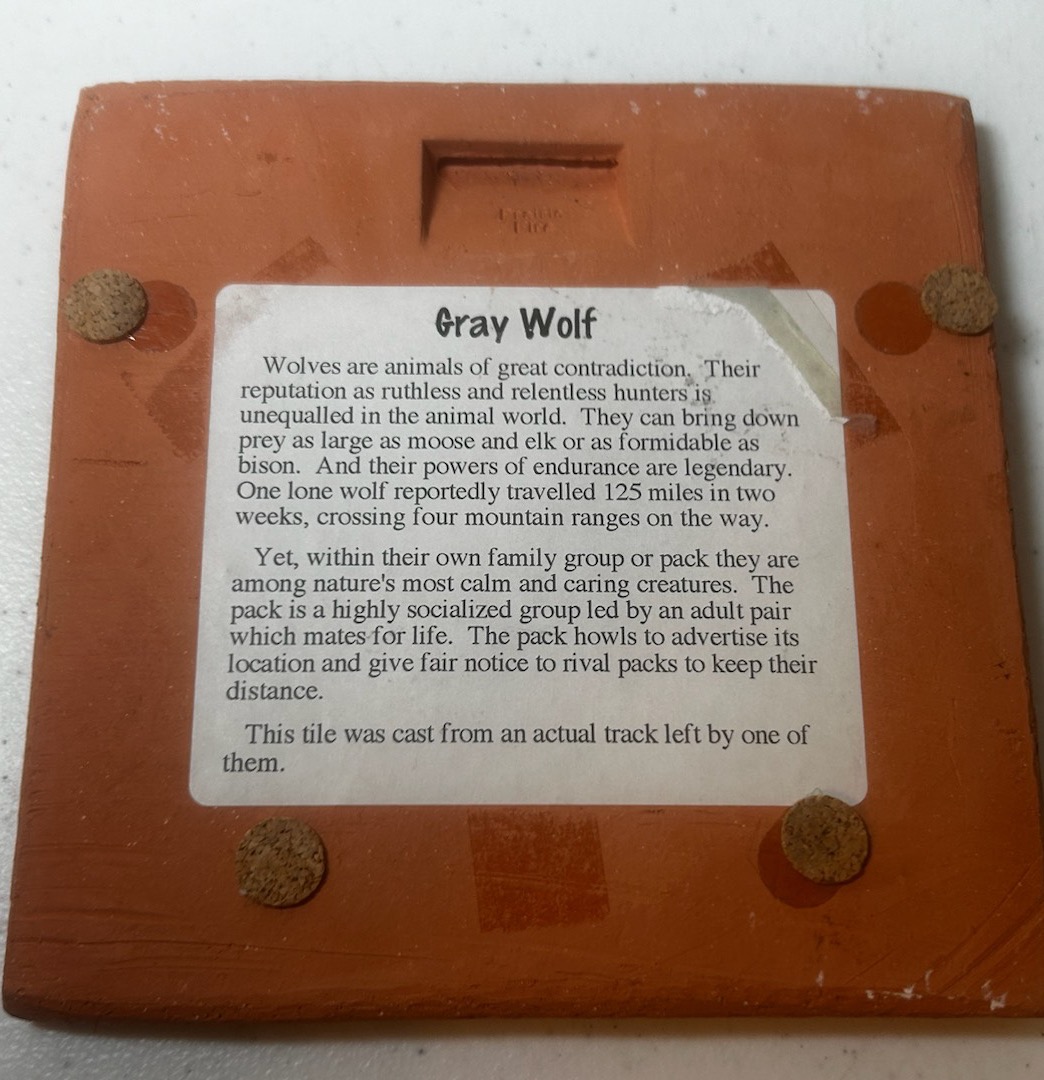 Gray Wolf
Wolves are animals of great contradiction. Their
reputation as ruthless and relentless hunters is
unequalled in the animal world. They can bring down
prey as large as moose and elk or as formidable as
bison. And their powers of endurance are legendary.
One lone wolf reportedly travelled 125 miles in two
weeks, crossing four mountain ranges on the way.
Yet, within their own family group or pack they are
among nature's most calm and caring creatures. The
pack is a highly socialized group led by an adult pair
which mates for life. The pack howls to advertise its
location and give fair notice to rival packs to keep their
distance.
This tile was cast from an actual track left by one of
them.